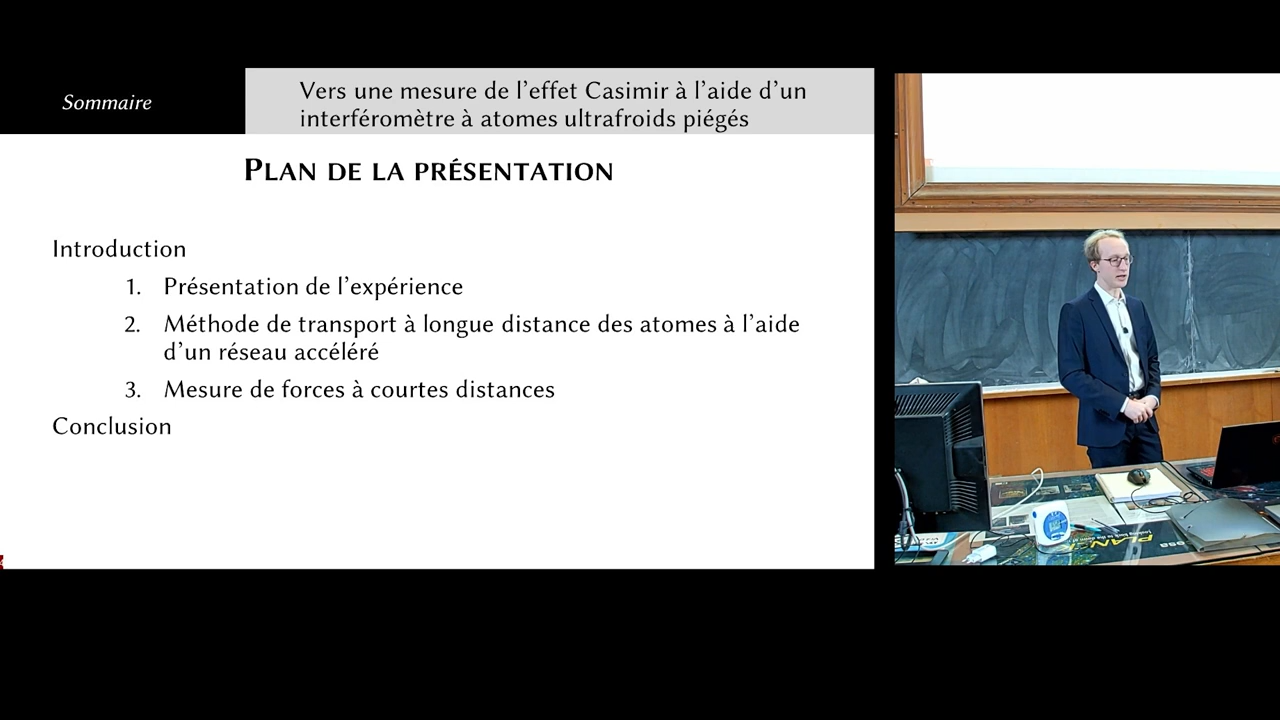 Sommaire
Vers une mesure de l'effet Casimir à l'aide d'un
interféromètre à atomes ultrafroids piégés
PLAN DE LA PRÉSENTATION
Introduction
1. Présentation de l'expérience
2. Méthode de transport à longue distance des atomes à l'aide
d'un réseau accéléré
3. Mesure de forces à courtes distances
Conclusion